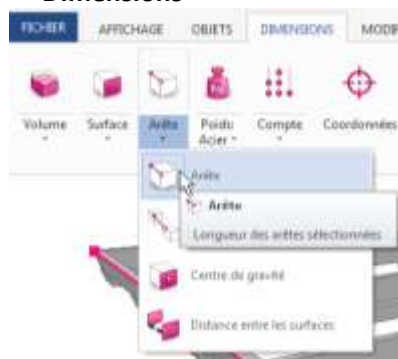 Dimensions
FICHIER AFFICHAGE OBJETS DIMENSIONS MODIF
Volume Surface Arête Poids Acier Compte Coordonnées
Arête
Arête
Longueur des arêtes sélectionnées
Centre de gravité
Distance entre les surfaces